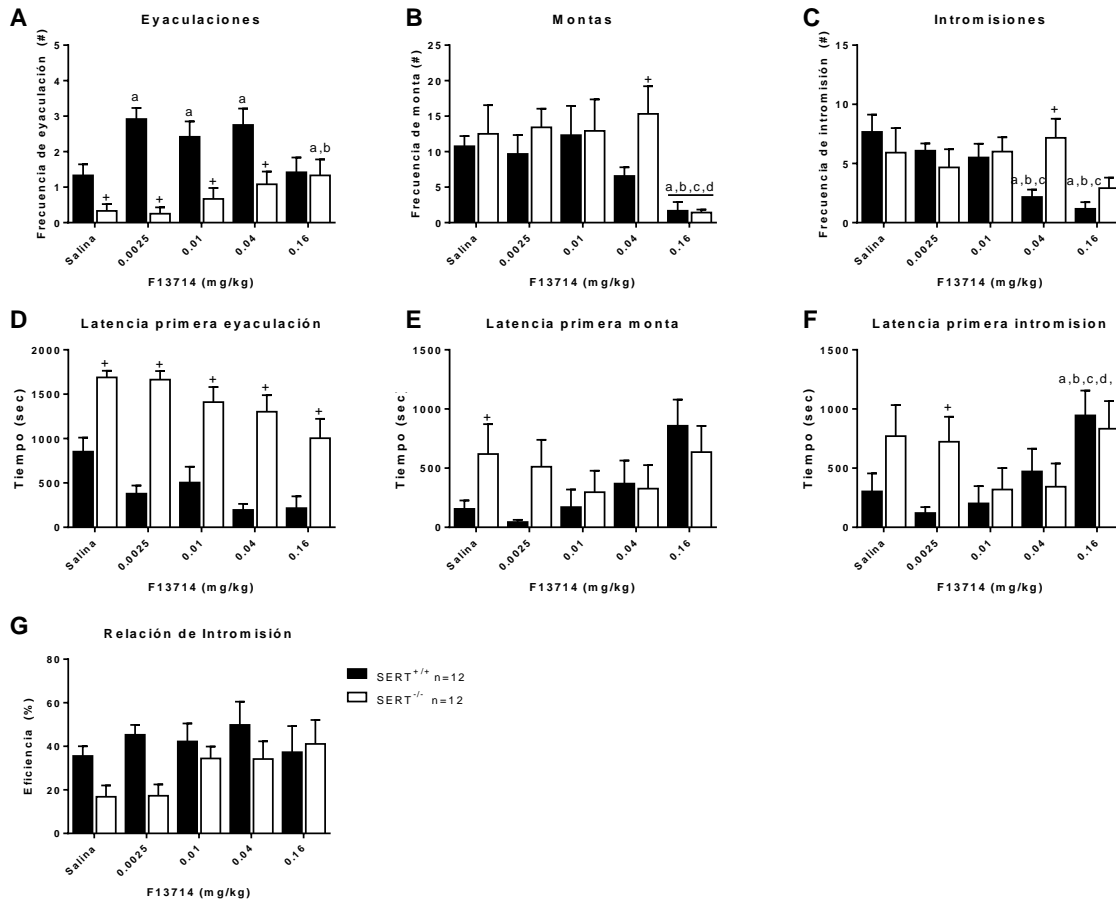 A
Eyaculaciones
Frecuencia de eyaculación (#)
5
4
3
2
1
0
a
a
a
a,b
+
+
+
+
Salina
0.0025
0.01
0.04
0.16
F13714 (mg/kg)
B
Montas
Frecuencia de monta (#)
25
20
15
10
5
0
+
a,b,c,d
Salina
0.0025
0.01
0.04
0.16
F13714 (mg/kg)
C
Intromisiones
Frecuencia de intromisión (#)
15
10
5
0
+
a,b,c
a,b,c
Salina
0.0025
0.01
0.04
0.16
F13714 (mg/kg)
D
Latencia primera eyaculación
Tiempo (sec)
2000
1500
1000
500
0
+
+
+
+
+
Salina
0.0025
0.01
0.04
0.16
F13714 (mg/kg)
E
Latencia primera monta
Tiempo (sec)
1500
1000
500
0
+
Salina
0.0025
0.01
0.04
0.16
F13714 (mg/kg)
F
Latencia primera intromision
Tiempo (sec)
1500
1000
500
0
+
a,b,c,d,
Salina
0.0025
0.01
0.04
0.16
F13714 (mg/kg)
G
Relación de Intromisión
Eficiencia (%)
80
60
40
20
0
Salina
0.0025
0.01
0.04
0.16
F13714 (mg/kg)
SERT+/+ n=12
SERT-/- n=12